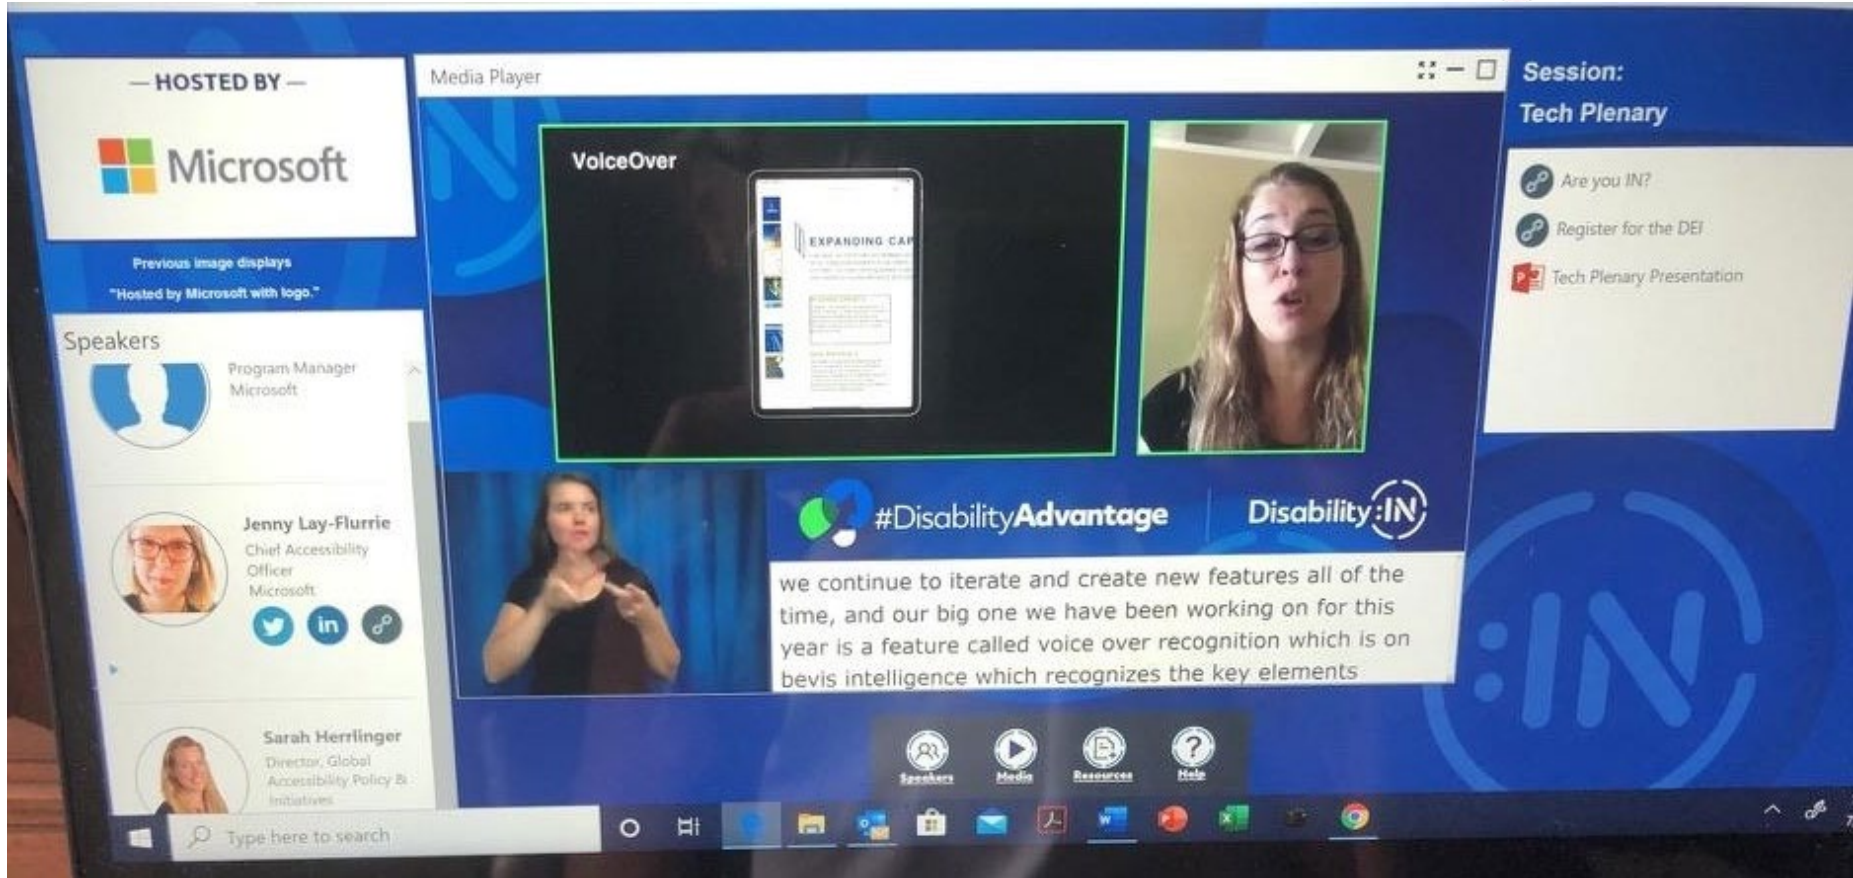 — HOSTED BY —
Microsoft
Previous image displays
"Hosted by Microsoft with logo."
Speakers
Program Manager
Microsoft
Jenny Lay-Flurrie
Chief Accessibility
Officer
Microsoft
in
Sarah Herrlinger
Director, Global
Accessibility Policy &
Initiatives
Media Player
VoiceOver
EXPANDING CAP
#DisabilityAdvantage
Disability:IN
we continue to iterate and create new features all of the
time, and our big one we have been working on for this
year is a feature called voice over recognition which is on
bevis intelligence which recognizes the key elements
Speakers
Media
Resources
Help
Session:
Tech Plenary
Are you IN?
Register for the DEI
Tech Plenary Presentation
:IN
Type here to search